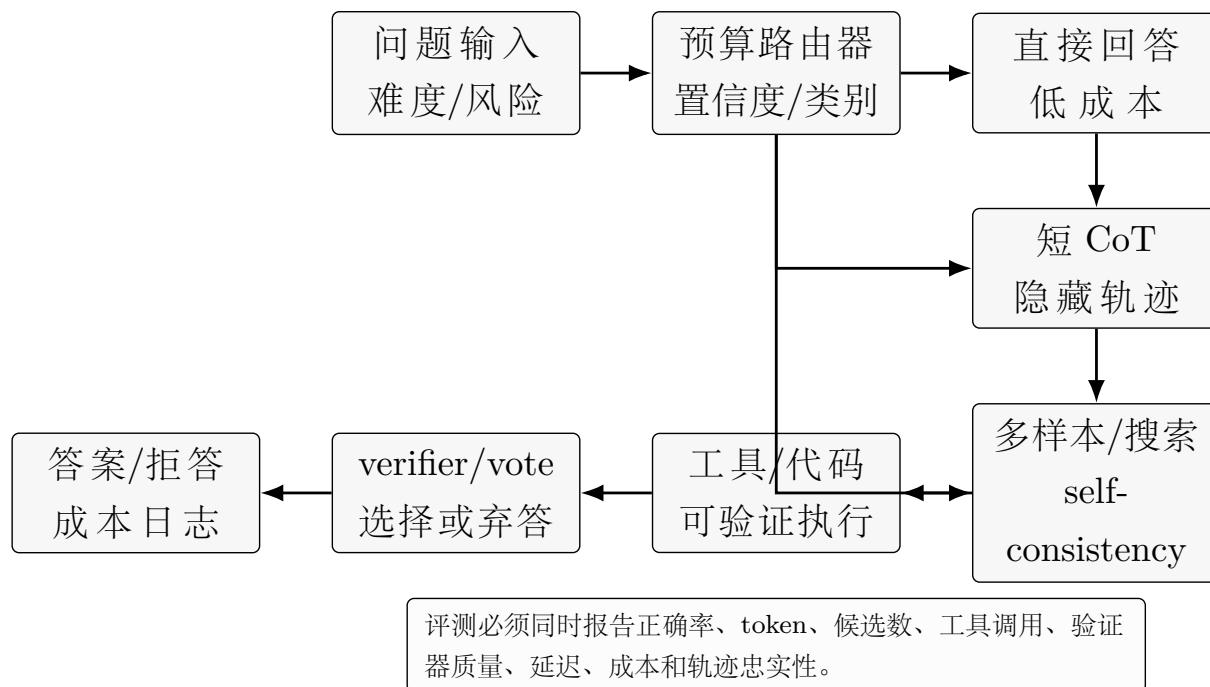 问题输入
难度/风险
预算路由器
置信度/类别
直接回答
低成本
短 CoT
隐藏轨迹
答案/拒答
成本日志
verifier/vote
选择或弃答
工具/代码
可验证执行
多样本/搜索
self-
consistency
评测必须同时报告正确率、token、候选数、工具调用、验证
器质量、延迟、成本和轨迹忠实性。